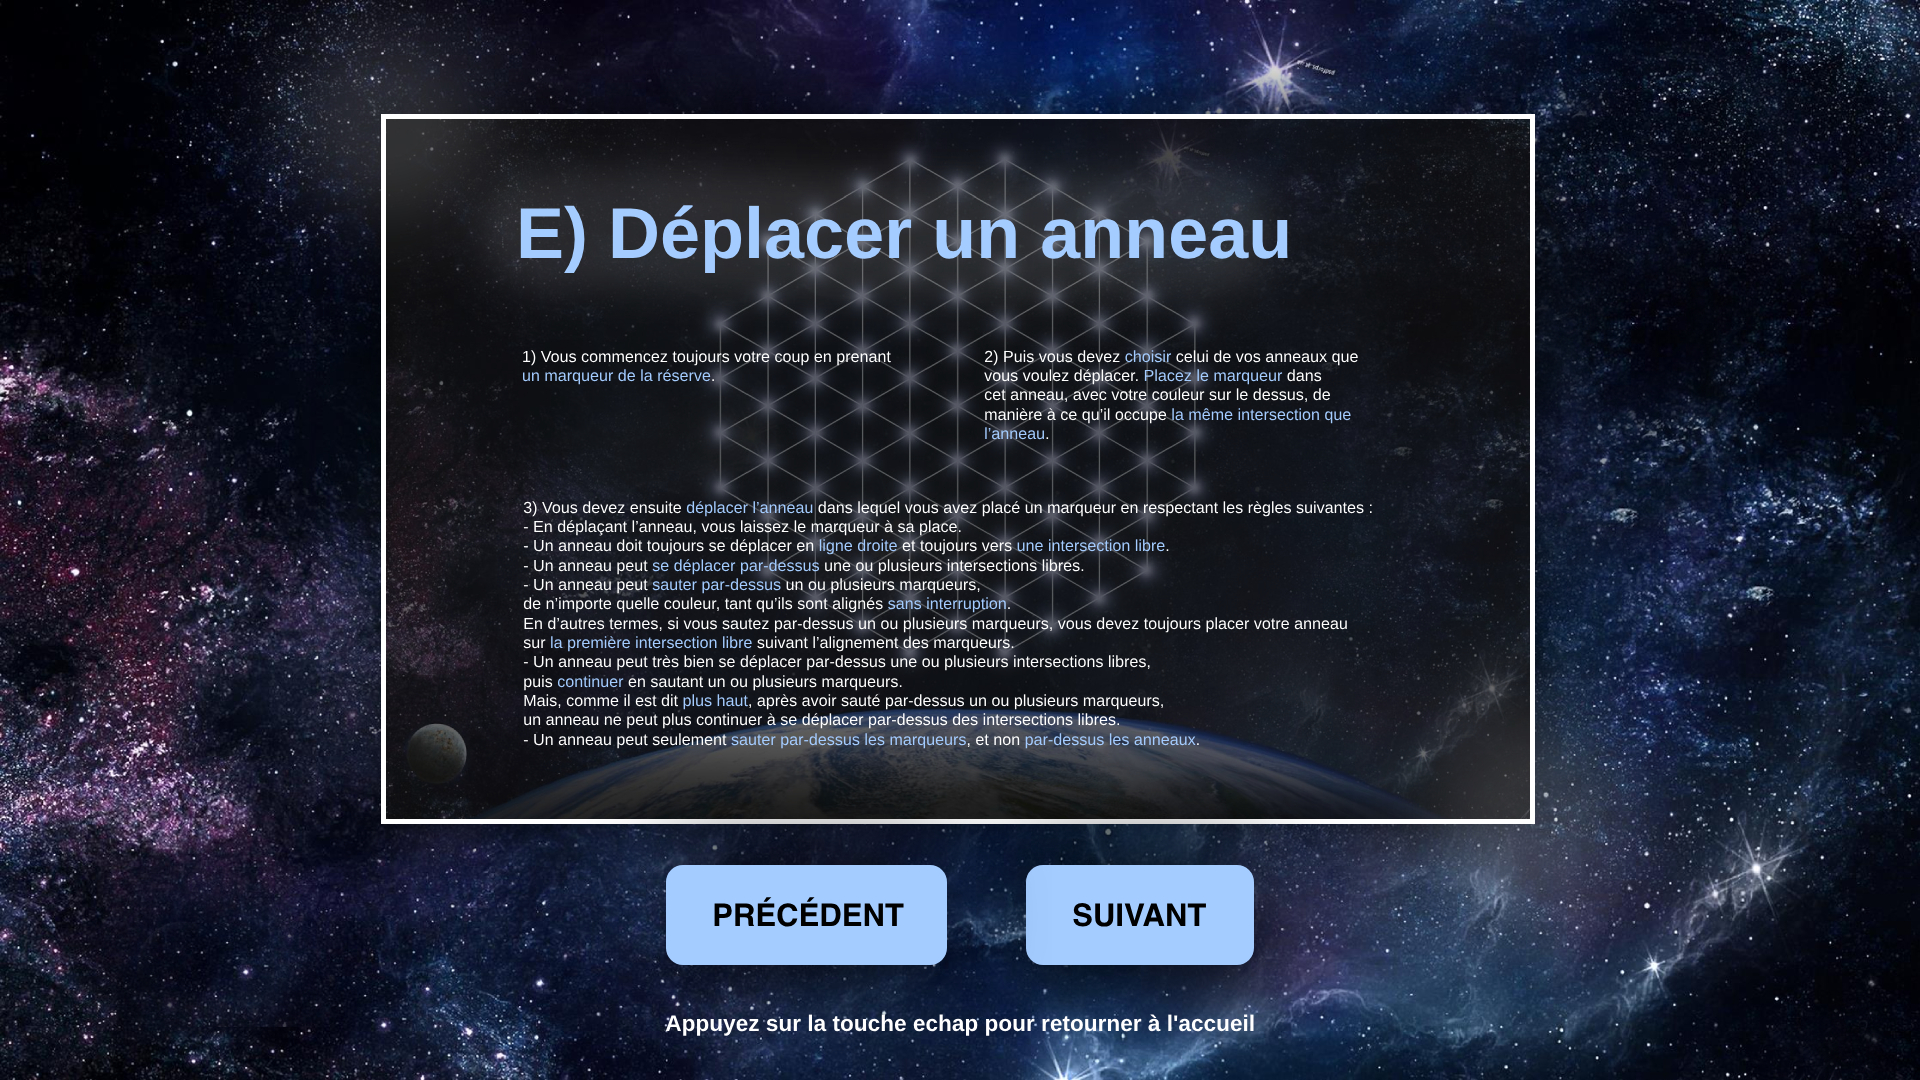 E) Déplacer un anneau
1) Vous commencez toujours votre coup en prenant
un marqueur de la réserve.
2) Puis vous devez choisir celui de vos anneaux que
vous voulez déplacer. Placez le marqueur dans
cet anneau, avec votre couleur sur le dessus, de
manière à ce qu’il occupe la même intersection que
l’anneau.
3) Vous devez ensuite déplacer l’anneau dans lequel vous avez placé un marqueur en respectant les règles suivantes :
- En déplaçant l’anneau, vous laissez le marqueur à sa place.
- Un anneau doit toujours se déplacer en ligne droite et toujours vers une intersection libre.
- Un anneau peut se déplacer par-dessus une ou plusieurs intersections libres.
- Un anneau peut sauter par-dessus un ou plusieurs marqueurs,
de n’importe quelle couleur, tant qu’ils sont alignés sans interruption.
En d’autres termes, si vous sautez par-dessus un ou plusieurs marqueurs, vous devez toujours placer votre anneau
sur la première intersection libre suivant l’alignement des marqueurs.
- Un anneau peut très bien se déplacer par-dessus une ou plusieurs intersections libres,
puis continuer en sautant un ou plusieurs marqueurs.
Mais, comme il est dit plus haut, après avoir sauté par-dessus un ou plusieurs marqueurs,
un anneau ne peut plus continuer à se déplacer par-dessus des intersections libres.
- Un anneau peut seulement sauter par-dessus les marqueurs, et non par-dessus les anneaux.
PRÉCÉDENT
SUIVANT
Appuyez sur la touche echap pour retourner à l'accueil